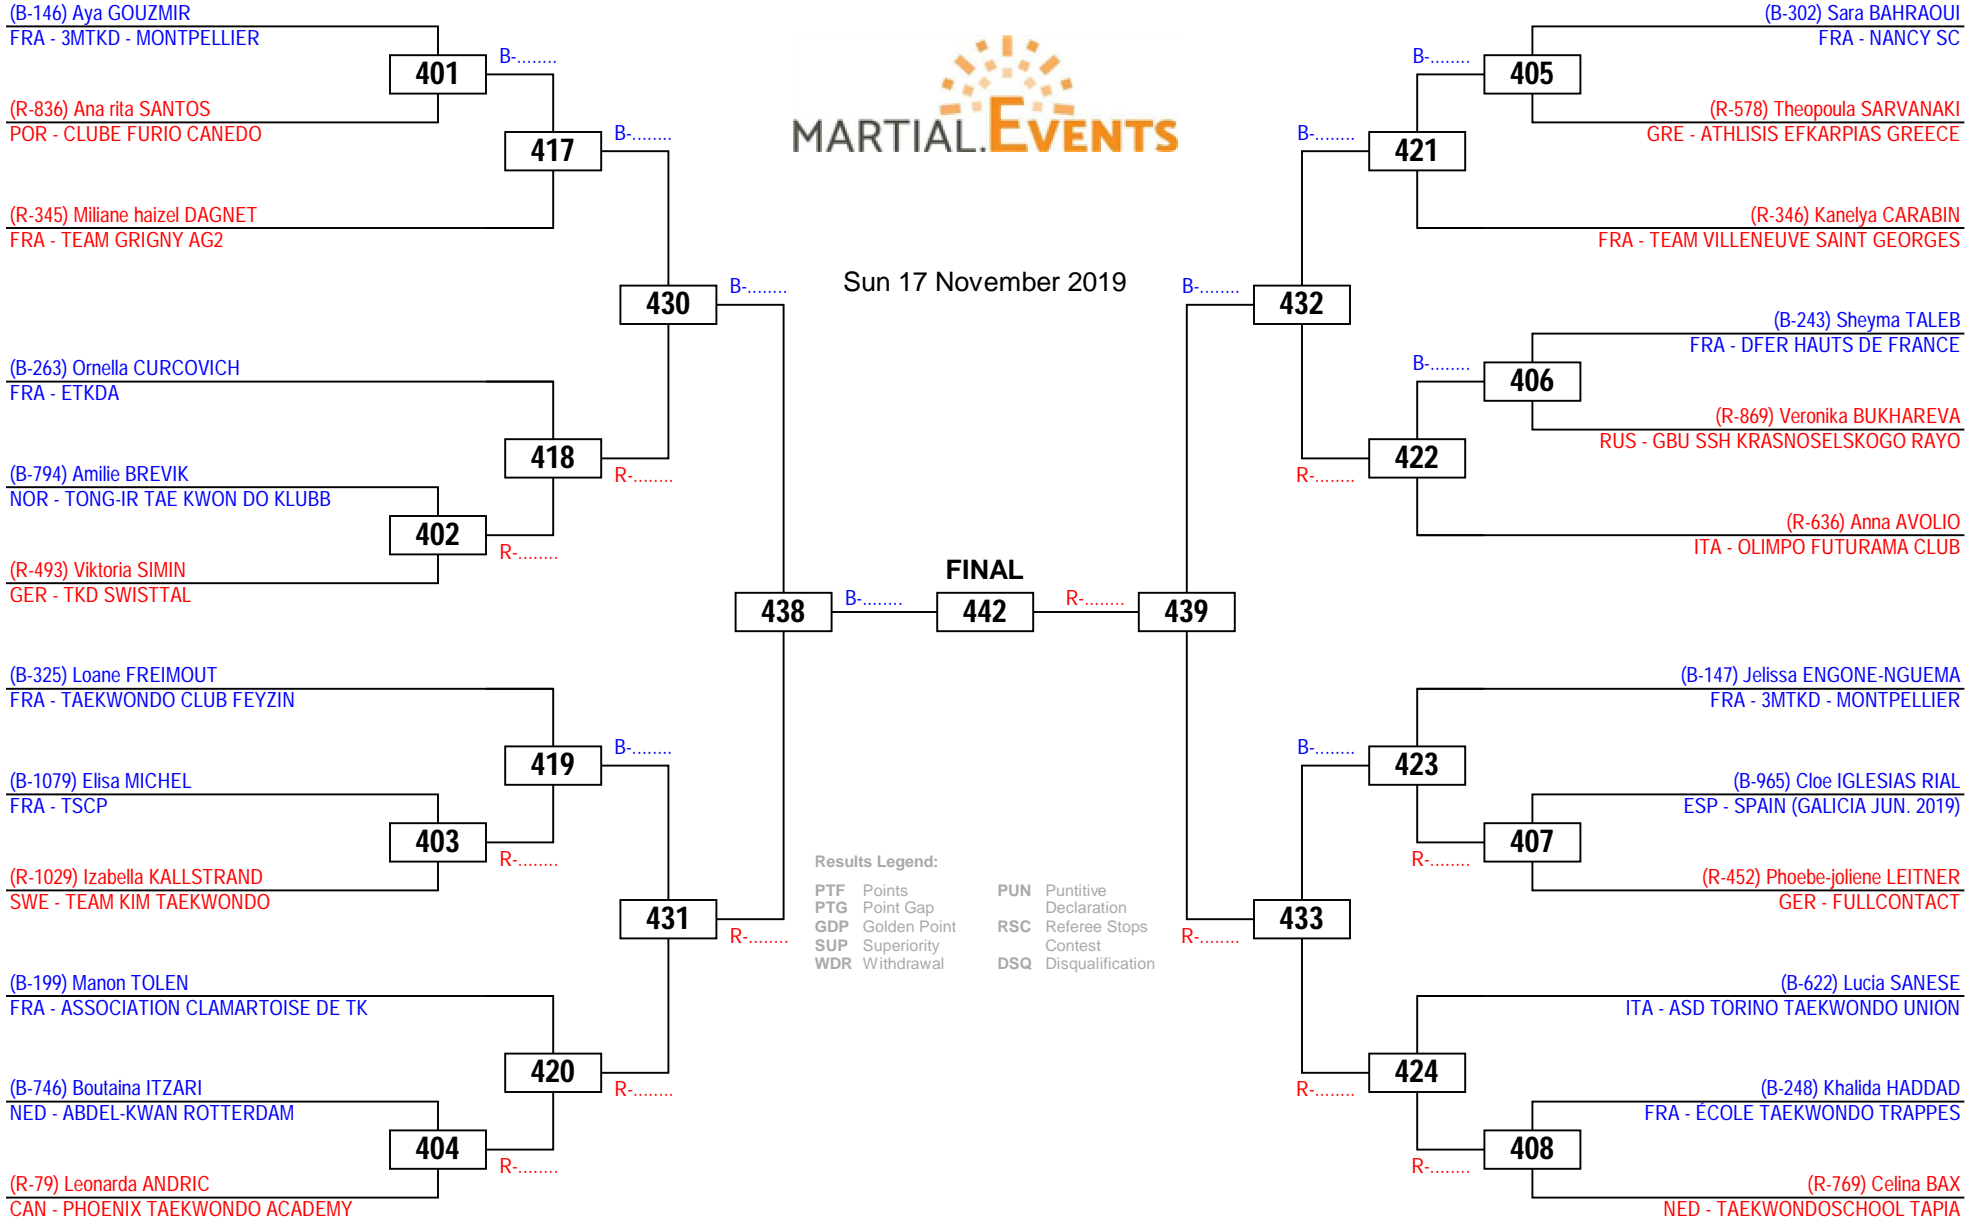 (B-146) Aya GOUZMIR
FRA - 3MTKD - MONTPELLIER
401
B-........
(R-836) Ana rita SANTOS
POR - CLUBE FURIO CANEDO
417
B-........
(R-345) Miliane haizel DAGNET
FRA - TEAM GRIGNY AG2
430
B-........
(B-263) Ornella CURCOVICH
FRA - ETKDA
418
R-........
(B-794) Amilie BREVIK
NOR - TONG-IR TAE KWON DO KLUBB
402
R-........
(R-493) Viktoria SIMIN
GER - TKD SWISTTAL
438
B-........
(B-325) Loane FREIMOUT
FRA - TAEKWONDO CLUB FEYZIN
419
B-........
(B-1079) Elisa MICHEL
FRA - TSCP
403
R-........
(R-1029) Izabella KALLSTRAND
SWE - TEAM KIM TAEKWONDO
431
R-........
(B-199) Manon TOLEN
FRA - ASSOCIATION CLAMARTOISE DE TK
420
R-........
(B-746) Boutaina ITZARI
NED - ABDEL-KWAN ROTTERDAM
404
R-........
(R-79) Leonarda ANDRIC
CAN - PHOENIX TAEKWONDO ACADEMY
MARTIAL.EVENTS
Sun 17 November 2019
FINAL
442
Results Legend:
PTF Points
PTG Point Gap
GDP Golden Point
SUP Superiority
WDR Withdrawal
PUN Puntitive
Declaration
RSC Referee Stops
Contest
DSQ Disqualification
(B-302) Sara BAHRAOUI
FRA - NANCY SC
B-........
405
(R-578) Theopoula SARVANAKI
GRE - ATHLISIS EFKARPIAS GREECE
B-........
421
(R-346) Kanelya CARABIN
FRA - TEAM VILLENEUVE SAINT GEORGES
B-........
432
(B-243) Sheyma TALEB
FRA - DFER HAUTS DE FRANCE
B-........
406
(R-869) Veronika BUKHAREVA
RUS - GBU SSH KRASNOSELSKOGO RAYO
422
R-........
(R-636) Anna AVOLIO
ITA - OLIMPO FUTURAMA CLUB
R-........
439
(B-147) Jelissa ENGONE-NGUEMA
FRA - 3MTKD - MONTPELLIER
B-........
423
(B-965) Cloe IGLESIAS RIAL
ESP - SPAIN (GALICIA JUN. 2019)
407
R-........
(R-452) Phoebe-joliene LEITNER
GER - FULLCONTACT
433
R-........
(B-622) Lucia SANESE
ITA - ASD TORINO TAEKWONDO UNION
424
R-........
(B-248) Khalida HADDAD
FRA - ÉCOLE TAEKWONDO TRAPPES
408
R-........
(R-769) Celina BAX
NED - TAEKWONDOSCHOOL TAPIA